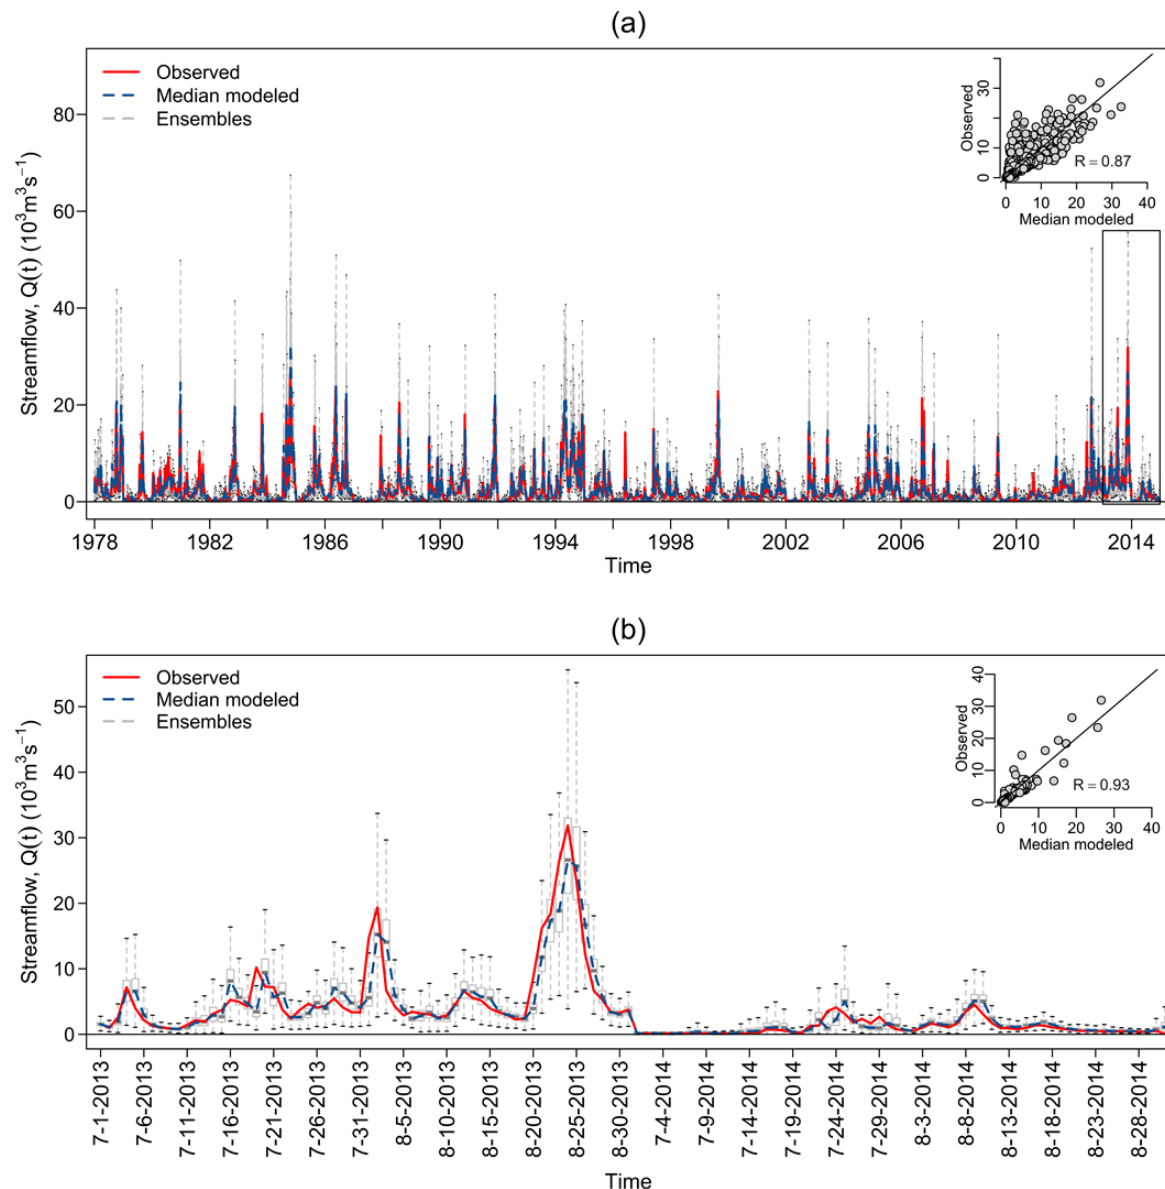 (a)
Observed
Median modeled
Ensembles
Streamflow, Q(t) (10³m³s⁻¹)
80
60
40
20
0
1978 1982 1986 1990 1994 1998 2002 2006 2010 2014
Time
Observed
30
10
0
R = 0.87
0 10 20 30 40
Median modeled
(b)
Observed
Median modeled
Ensembles
Streamflow, Q(t) (10³m³s⁻¹)
50
40
30
20
10
0
7-1-2013 7-6-2013 7-11-2013 7-16-2013 7-21-2013 7-26-2013 7-31-2013 8-5-2013 8-10-2013 8-15-2013 8-20-2013 8-25-2013 8-30-2013 7-4-2014 7-9-2014 7-14-2014 7-19-2014 7-24-2014 7-29-2014 8-3-2014 8-8-2014 8-13-2014 8-18-2014 8-23-2014 8-28-2014
Time
Observed
40
30
20
10
0
R = 0.93
0 10 20 30 40
Median modeled